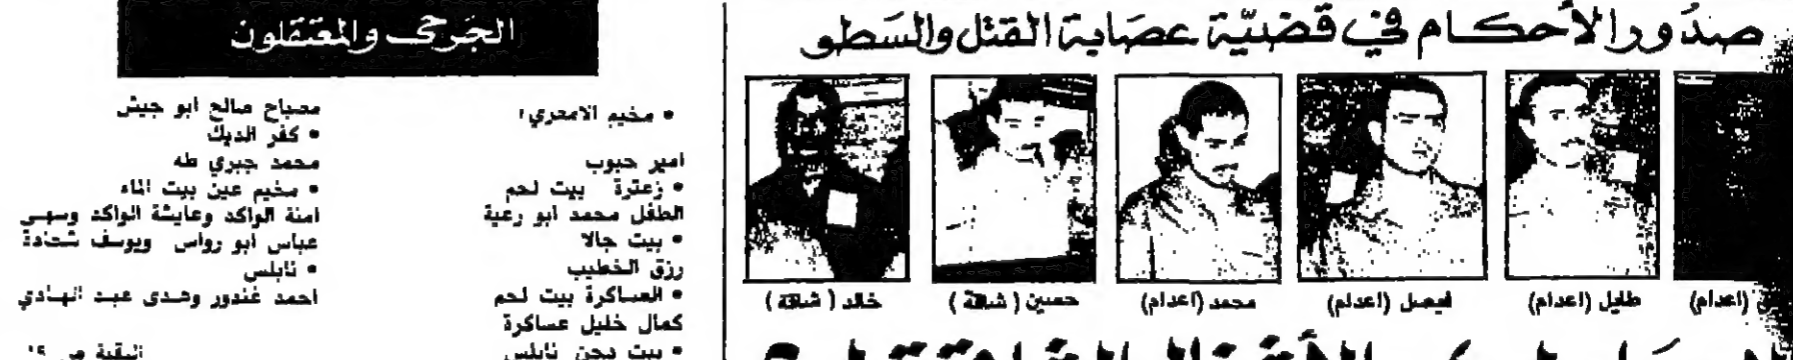 صدور الأحكام في قضيّة عصابة القتل والسطو
(اعدام)
طليل (اعدام)
فيصل (اعدام)
محمد (اعدام)
حسين ( شاقة )
خالد ( شاقة )
الجرحى والمعتقلون
• مخيم الامعري:
امير حبوب
• زعترة بيت لحم
الطفل محمد ابو رعية
• بيت جالا
رزق الخطيب
• العساكرة بيت لحم
كمال خليل عساكرة
• بيت دجن نابلس
مصباح صالح ابو جيش
• كفر الديك
محمد جبري طه
• مخيم عين بيت الماء
امنة الواكد وعايشة الواكد وسهى
عباس ابو رواس ويوسف شحادة
• نابلس
احمد غندور وهدى عبد الهادي
البقية ص